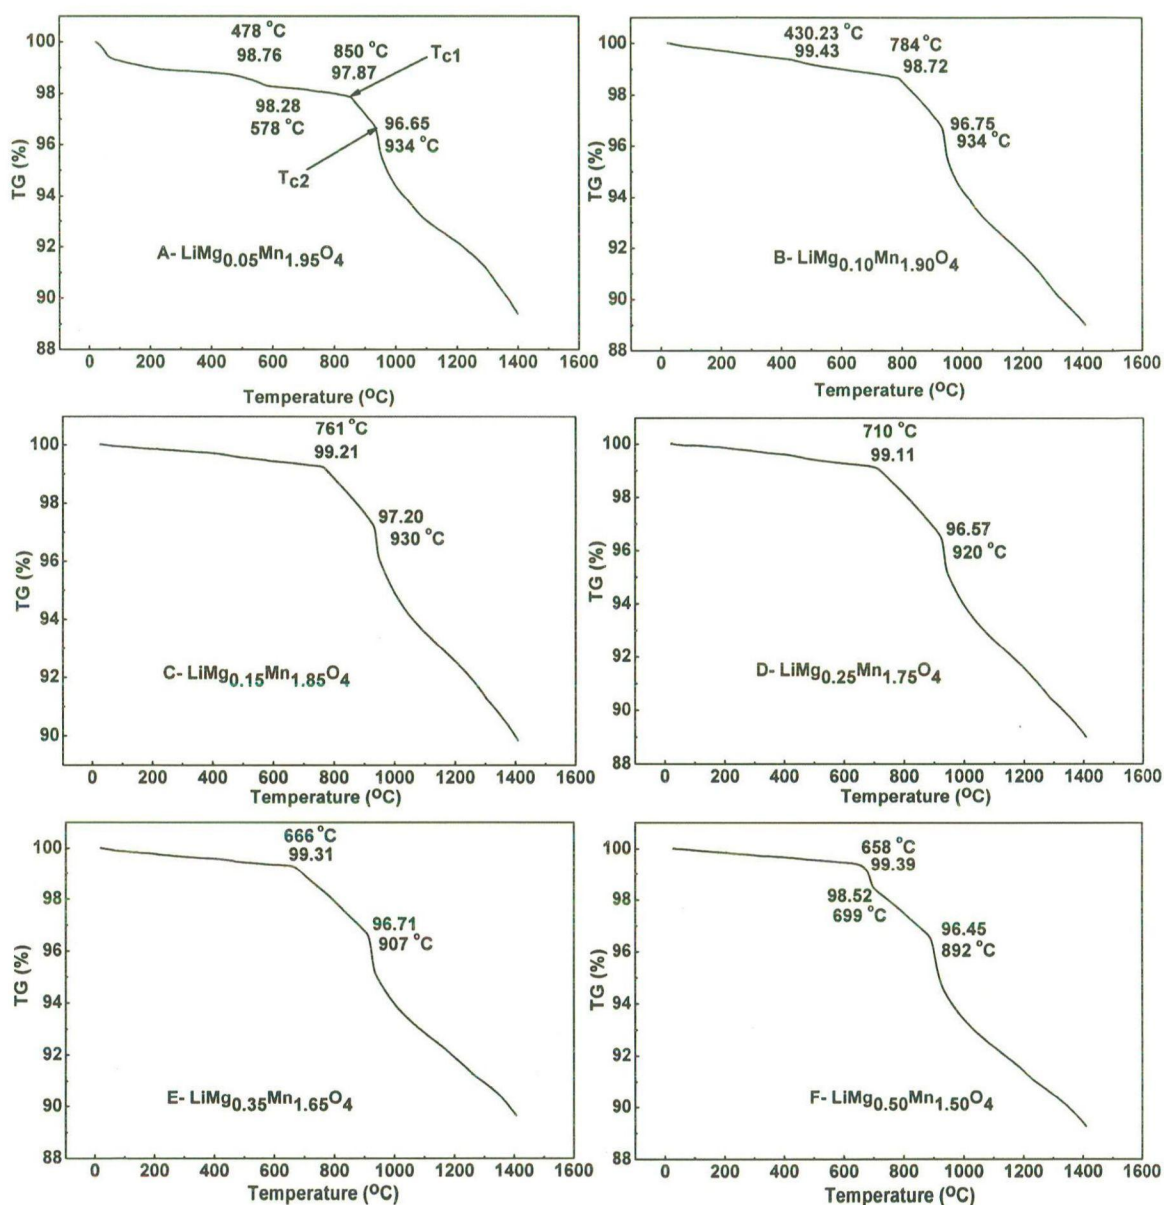 478 °C
98.76
850 °C
97.87
Tc1
98.28
578 °C
96.65
934 °C
Tc2
A- LiMg0.05Mn1.95O4
TG (%)
100
98
96
94
92
90
88
0 200 400 600 800 1000 1200 1400 1600
Temperature (OC)
430.23 °C
99.43
784 °C
98.72
96.75
934 °C
B- LiMg0.10Mn1.90O4
TG (%)
100
98
96
94
92
90
88
0 200 400 600 800 1000 1200 1400 1600
Temperature (OC)
761 °C
99.21
97.20
930 °C
C- LiMg0.15Mn1.85O4
TG (%)
100
98
96
94
92
90
0 200 400 600 800 1000 1200 1400 1600
Temperature (OC)
710 °C
99.11
96.57
920 °C
D- LiMg0.25Mn1.75O4
TG (%)
100
98
96
94
92
90
88
0 200 400 600 800 1000 1200 1400 1600
Temperature (OC)
666 °C
99.31
96.71
907 °C
E- LiMg0.35Mn1.65O4
TG (%)
100
98
96
94
92
90
88
0 200 400 600 800 1000 1200 1400 1600
Temperature (OC)
658 °C
99.39
98.52
699 °C
96.45
892 °C
F- LiMg0.50Mn1.50O4
TG (%)
100
98
96
94
92
90
88
0 200 400 600 800 1000 1200 1400 1600
Temperature (OC)